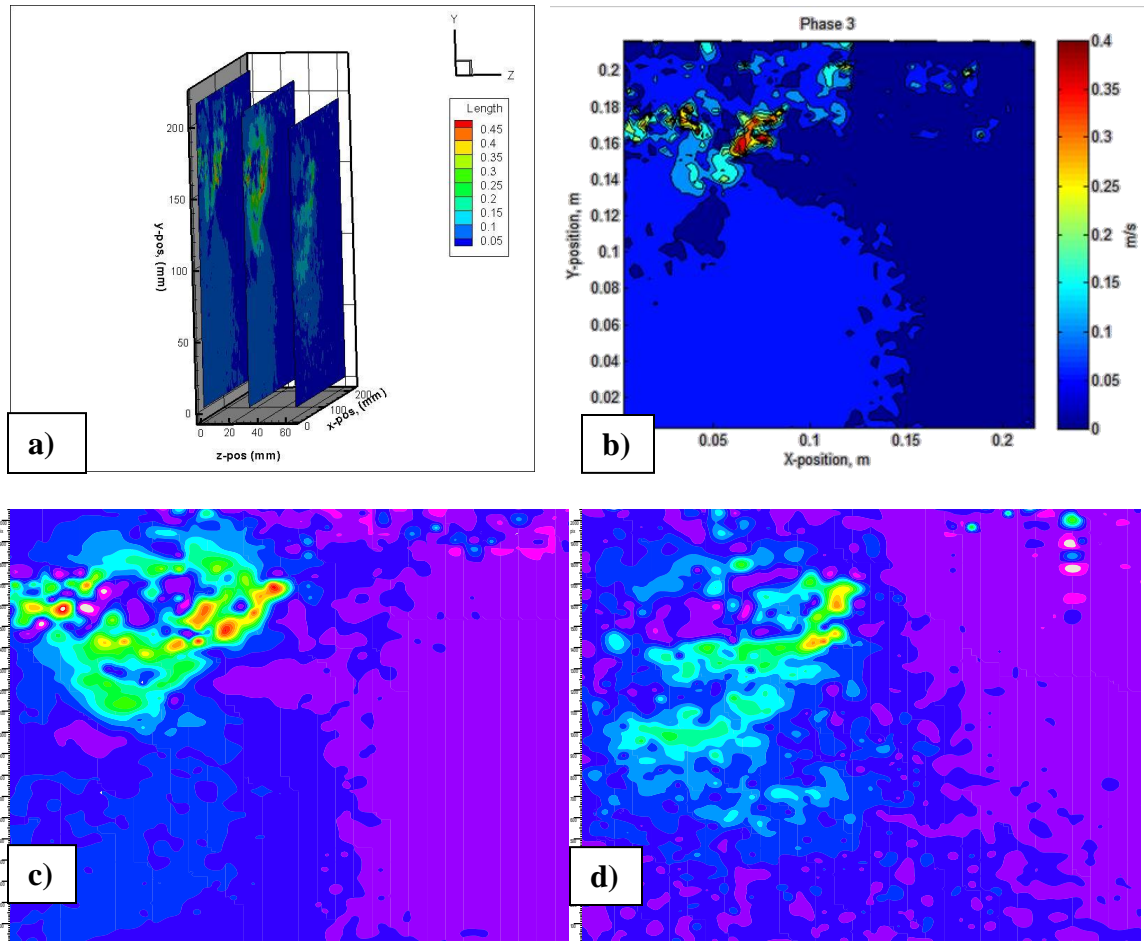 a)
Y
Z
Length
0.45
0.4
0.35
0.3
0.25
0.2
0.15
0.1
0.05
y-pos, (mm)
200
150
100
50
0
0 20 40 60
z-pos (mm)
0 100 200
x-pos, (mm)
b)
Phase 3
Y-position, m
0.2
0.18
0.16
0.14
0.12
0.1
0.08
0.06
0.04
0.02
0.05 0.1 0.15 0.2
X-position, m
0.4
0.35
0.3
0.25
0.2
0.15
0.1
0.05
0
m/s
c)
d)